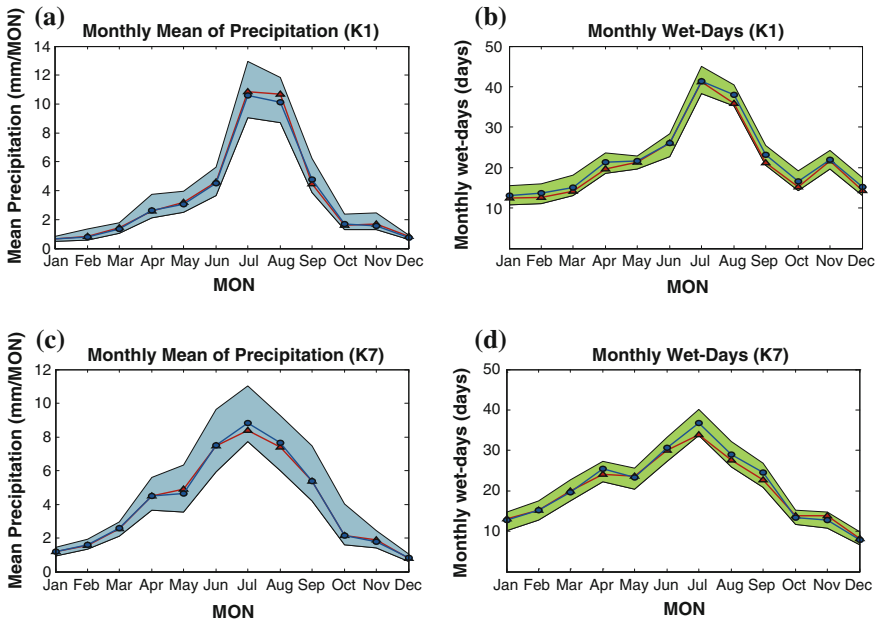 (a)
Monthly Mean of Precipitation (K1)
Mean Precipitation (mm/MON)
14
12
10
8
6
4
2
0
Jan Feb Mar Apr May Jun Jul Aug Sep Oct Nov Dec
MON
(b)
Monthly Wet-Days (K1)
Monthly wet-days (days)
50
40
30
20
10
Jan Feb Mar Apr May Jun Jul Aug Sep Oct Nov Dec
MON
(c)
Monthly Mean of Precipitation (K7)
Mean Precipitation (mm/MON)
12
10
8
6
4
2
0
Jan Feb Mar Apr May Jun Jul Aug Sep Oct Nov Dec
MON
(d)
Monthly Wet-Days (K7)
Monthly wet-days (days)
50
40
30
20
10
Jan Feb Mar Apr May Jun Jul Aug Sep Oct Nov Dec
MON